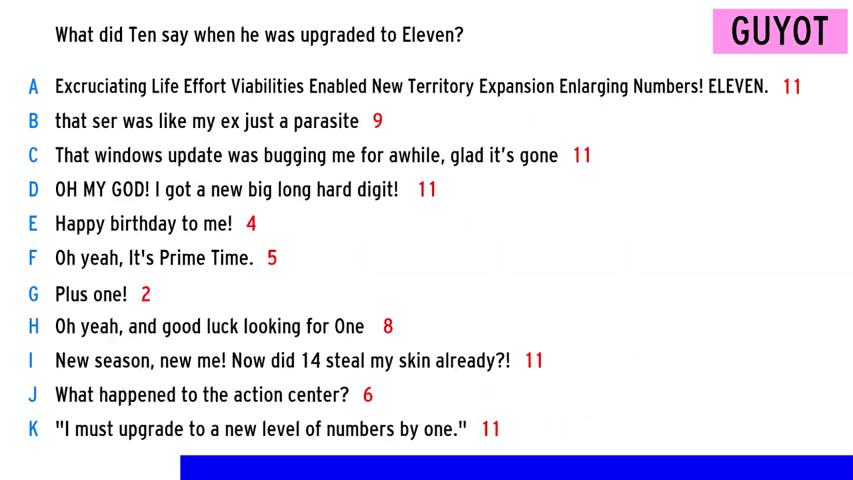 What did Ten say when he was upgraded to Eleven?
GUYOT
A Excruciating Life Effort Viabilities Enabled New Territory Expansion Enlarging Numbers! ELEVEN. 11
B that ser was like my ex just a parasite 9
C That windows update was bugging me for awhile, glad it's gone 11
D OH MY GOD! I got a new big long hard digit! 11
E Happy birthday to me! 4
F Oh yeah, It's Prime Time. 5
G Plus one! 2
H Oh yeah, and good luck looking for One 8
I New season, new me! Now did 14 steal my skin already?! 11
J What happened to the action center? 6
K "I must upgrade to a new level of numbers by one." 11